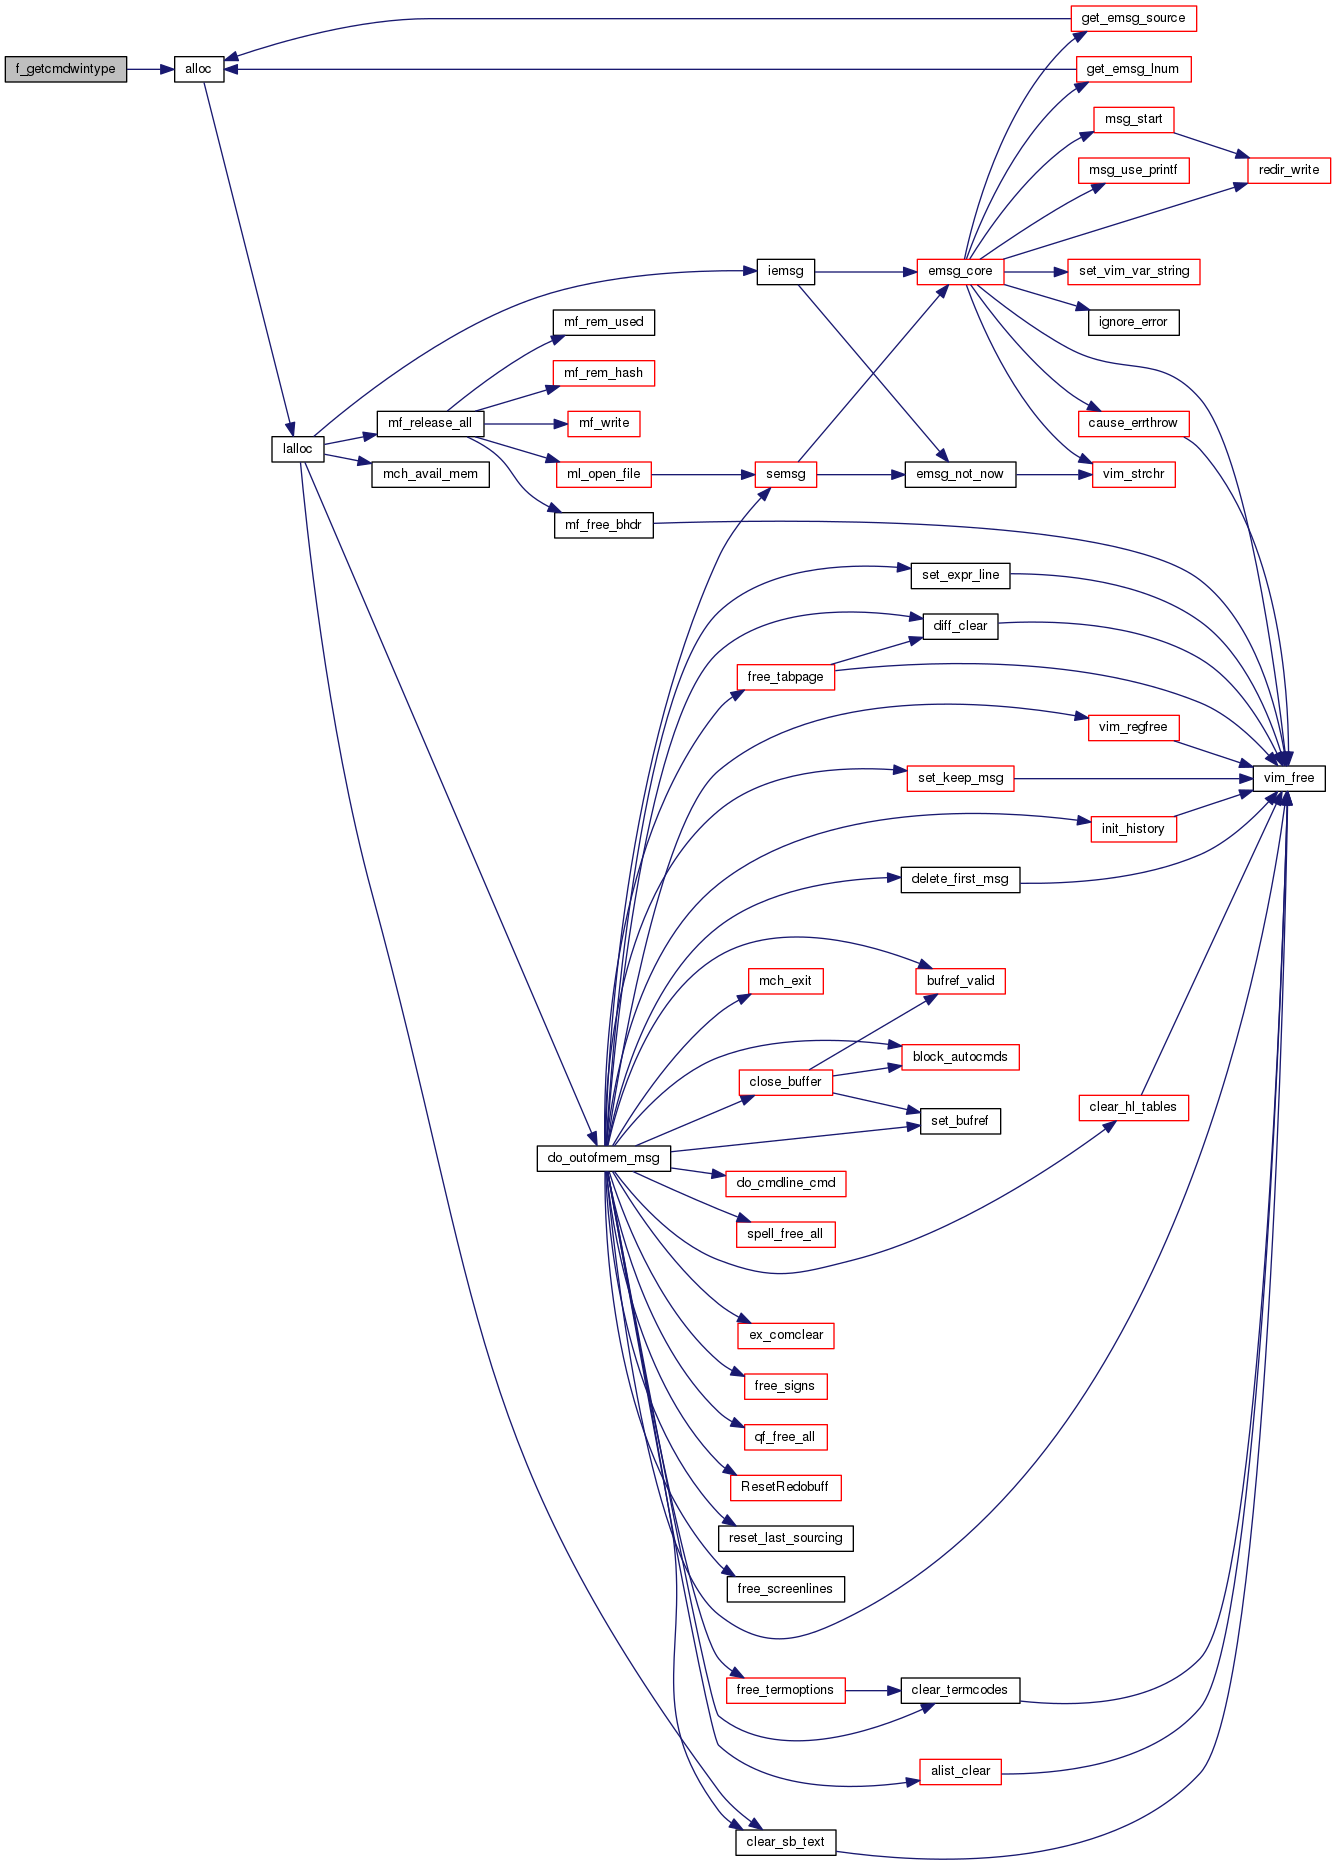 get_emsg_source
f_getcmdwintype
alloc
get_emsg_lnum
msg_start
msg_use_printf
redir_write
iemsg
emsg_core
set_vim_var_string
mf_rem_used
ignore_error
mf_rem_hash
mf_release_all
mf_write
cause_errthrow
lalloc
mch_avail_mem
ml_open_file
semsg
emsg_not_now
vim_strchr
mf_free_bhdr
set_expr_line
diff_clear
free_tabpage
vim_regfree
set_keep_msg
vim_free
init_history
delete_first_msg
mch_exit
bufref_valid
block_autocmds
close_buffer
clear_hl_tables
set_bufref
do_outofmem_msg
do_cmdline_cmd
spell_free_all
ex_comclear
free_signs
qf_free_all
ResetRedobuff
reset_last_sourcing
free_screenlines
free_termoptions
clear_termcodes
alist_clear
clear_sb_text